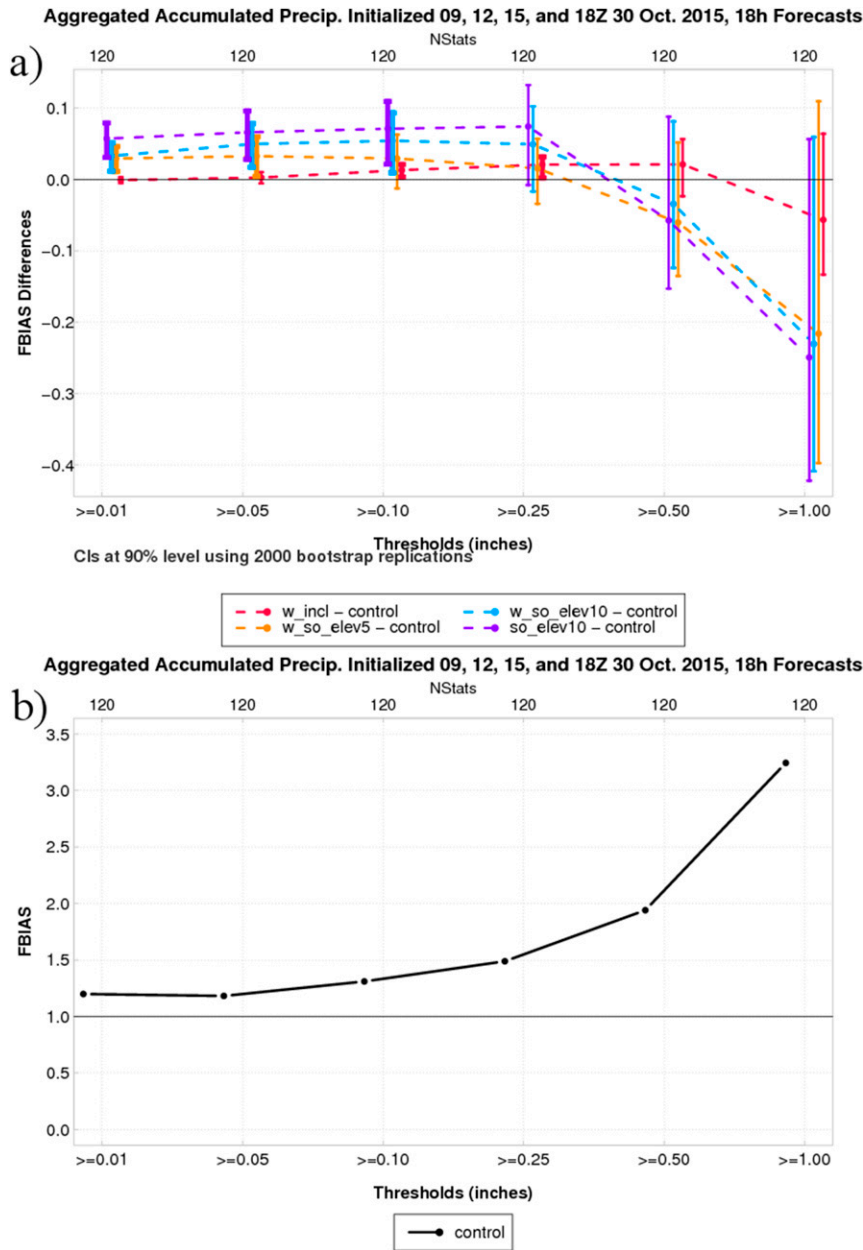 Aggregated Accumulated Precip. Initialized 09, 12, 15, and 18Z 30 Oct. 2015, 18h Forecasts
NStats
a)
120 120 120 120 120 120
0.1
0.0
−0.1
−0.2
−0.3
−0.4
FBIAS Differences
>=0.01 >=0.05 >=0.10 >=0.25 >=0.50 >=1.00
Thresholds (inches)
CIs at 90% level using 2000 bootstrap replications
w_incl − control w_so_elev10 − control
w_so_elev5 − control so_elev10 − control
Aggregated Accumulated Precip. Initialized 09, 12, 15, and 18Z 30 Oct. 2015, 18h Forecasts
NStats
b)
120 120 120 120 120 120
3.5
3.0
2.5
2.0
1.5
1.0
0.5
0.0
FBIAS
>=0.01 >=0.05 >=0.10 >=0.25 >=0.50 >=1.00
Thresholds (inches)
control